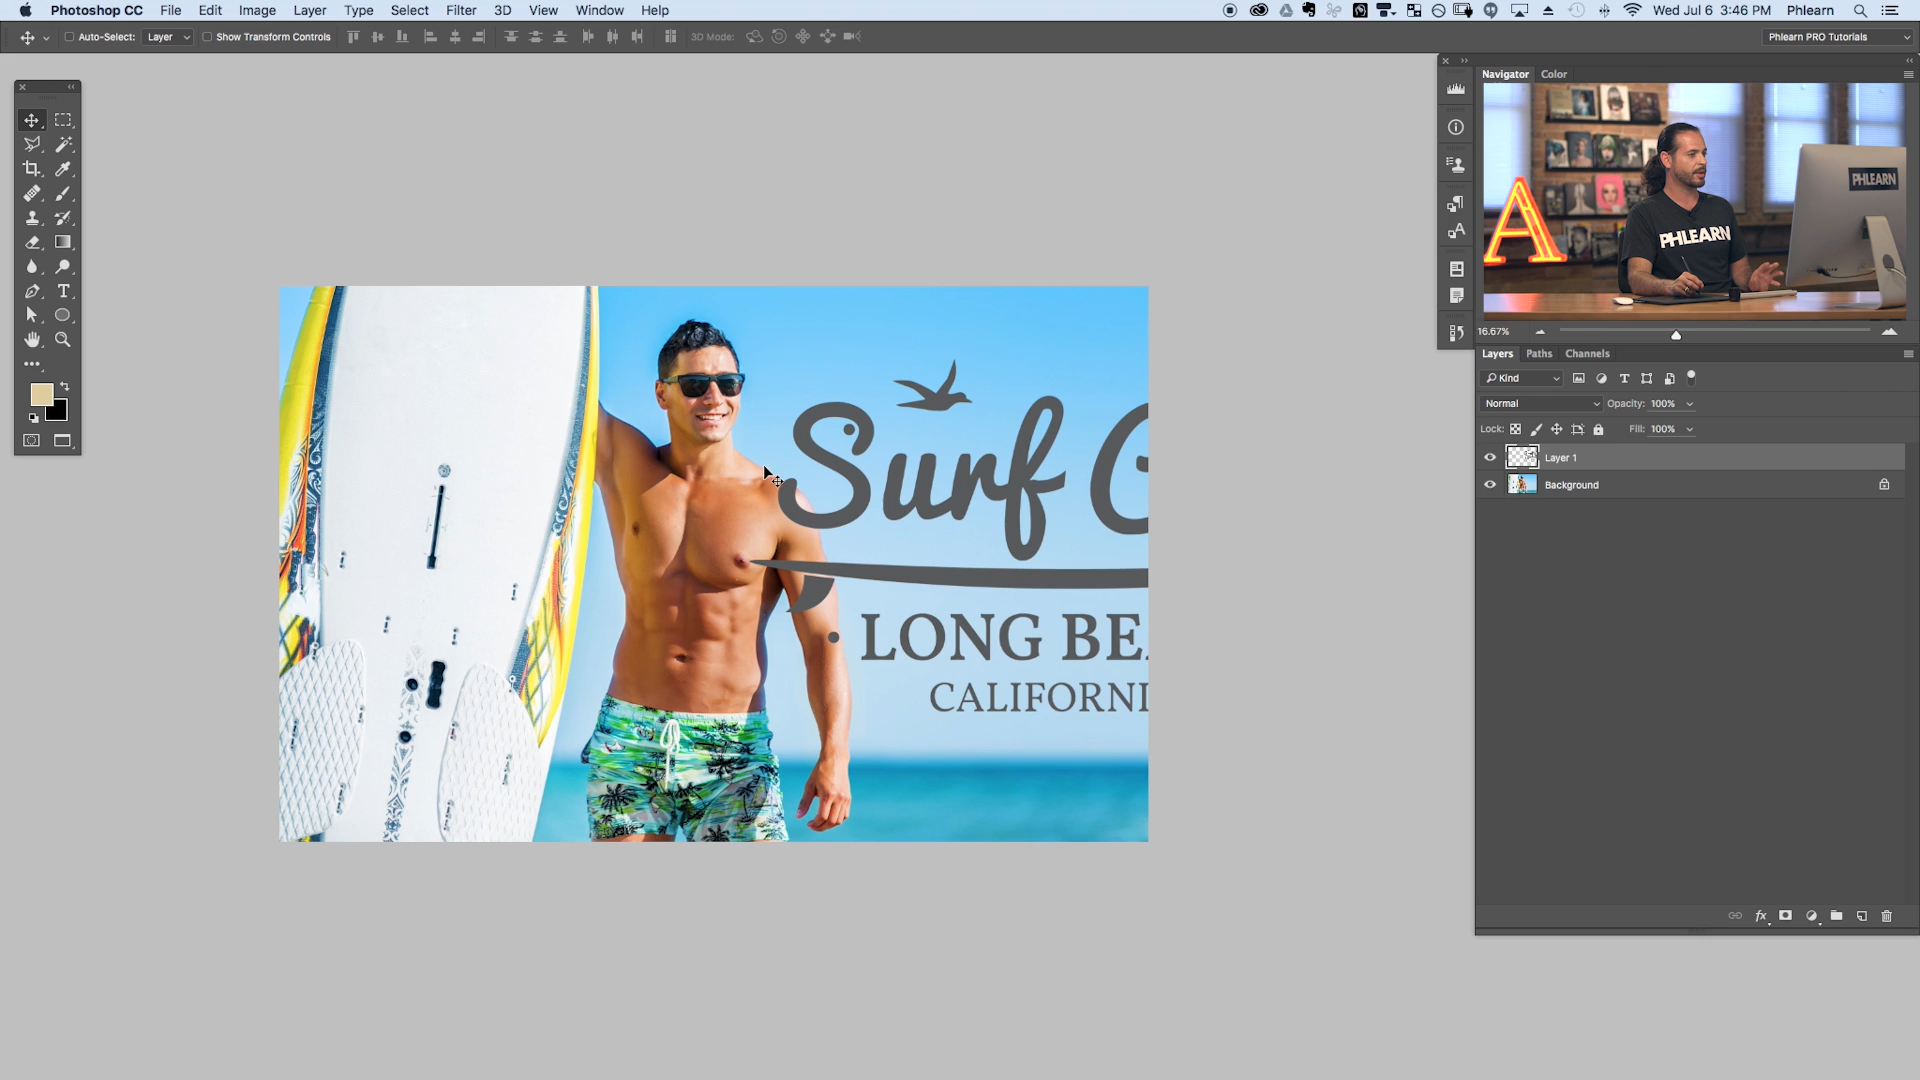 Photoshop CC File Edit Image Layer Type Select Filter 3D View Window Help
Wed Jul 6 3:46 PM Phlearn
Auto-Select: Layer Show Transform Controls 3D Mode: Phlearn PRO Tutorials
Navigator Color
PHLEARN
PHLEARN
A
16.67%
Layers Paths Channels
Kind
Normal Opacity: 100%
Lock: Fill: 100%
Layer 1
Background
fx
Surf
LONG BEA
CALIFORNI